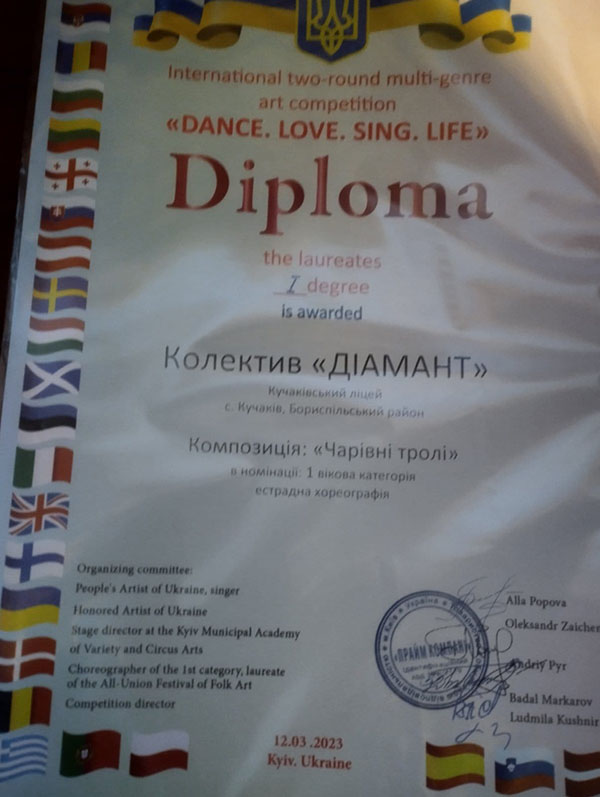 International two-round multi-genre
art competition
«DANCE. LOVE. SING. LIFE»
Diploma
the laureates
I degree
is awarded
Колектив «ДІАМАНТ»
Кучаківський ліцей
с. Кучаків, Бориспільський район
Композиція: «Чарівні тролі»
в номінації: 1 вікова категорія
естрадна хореографія
Organizing committee:
People's Artist of Ukraine, singer
Honored Artist of Ukraine
Stage director at the Kyiv Municipal Academy
of Variety and Circus Arts
Choreographer of the 1st category, laureate
of the All-Union Festival of Folk Art
Competition director
Alla Popova
Oleksandr Zaiche
Andriy Pyr
Badal Markarov
Ludmila Kushnir
«ПРАЙМ КОМПАНІ»
12.03.2023
Kyiv. Ukraine